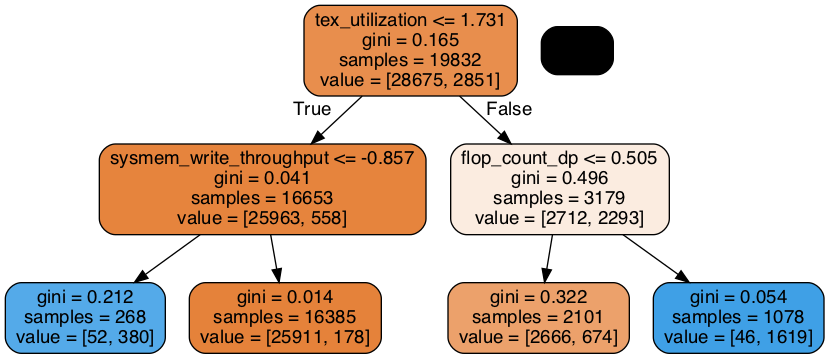 tex_utilization <= 1.731
gini = 0.165
samples = 19832
value = [28675, 2851]
True
False
sysmem_write_throughput <= -0.857
gini = 0.041
samples = 16653
value = [25963, 558]
flop_count_dp <= 0.505
gini = 0.496
samples = 3179
value = [2712, 2293]
gini = 0.212
samples = 268
value = [52, 380]
gini = 0.014
samples = 16385
value = [25911, 178]
gini = 0.322
samples = 2101
value = [2666, 674]
gini = 0.054
samples = 1078
value = [46, 1619]